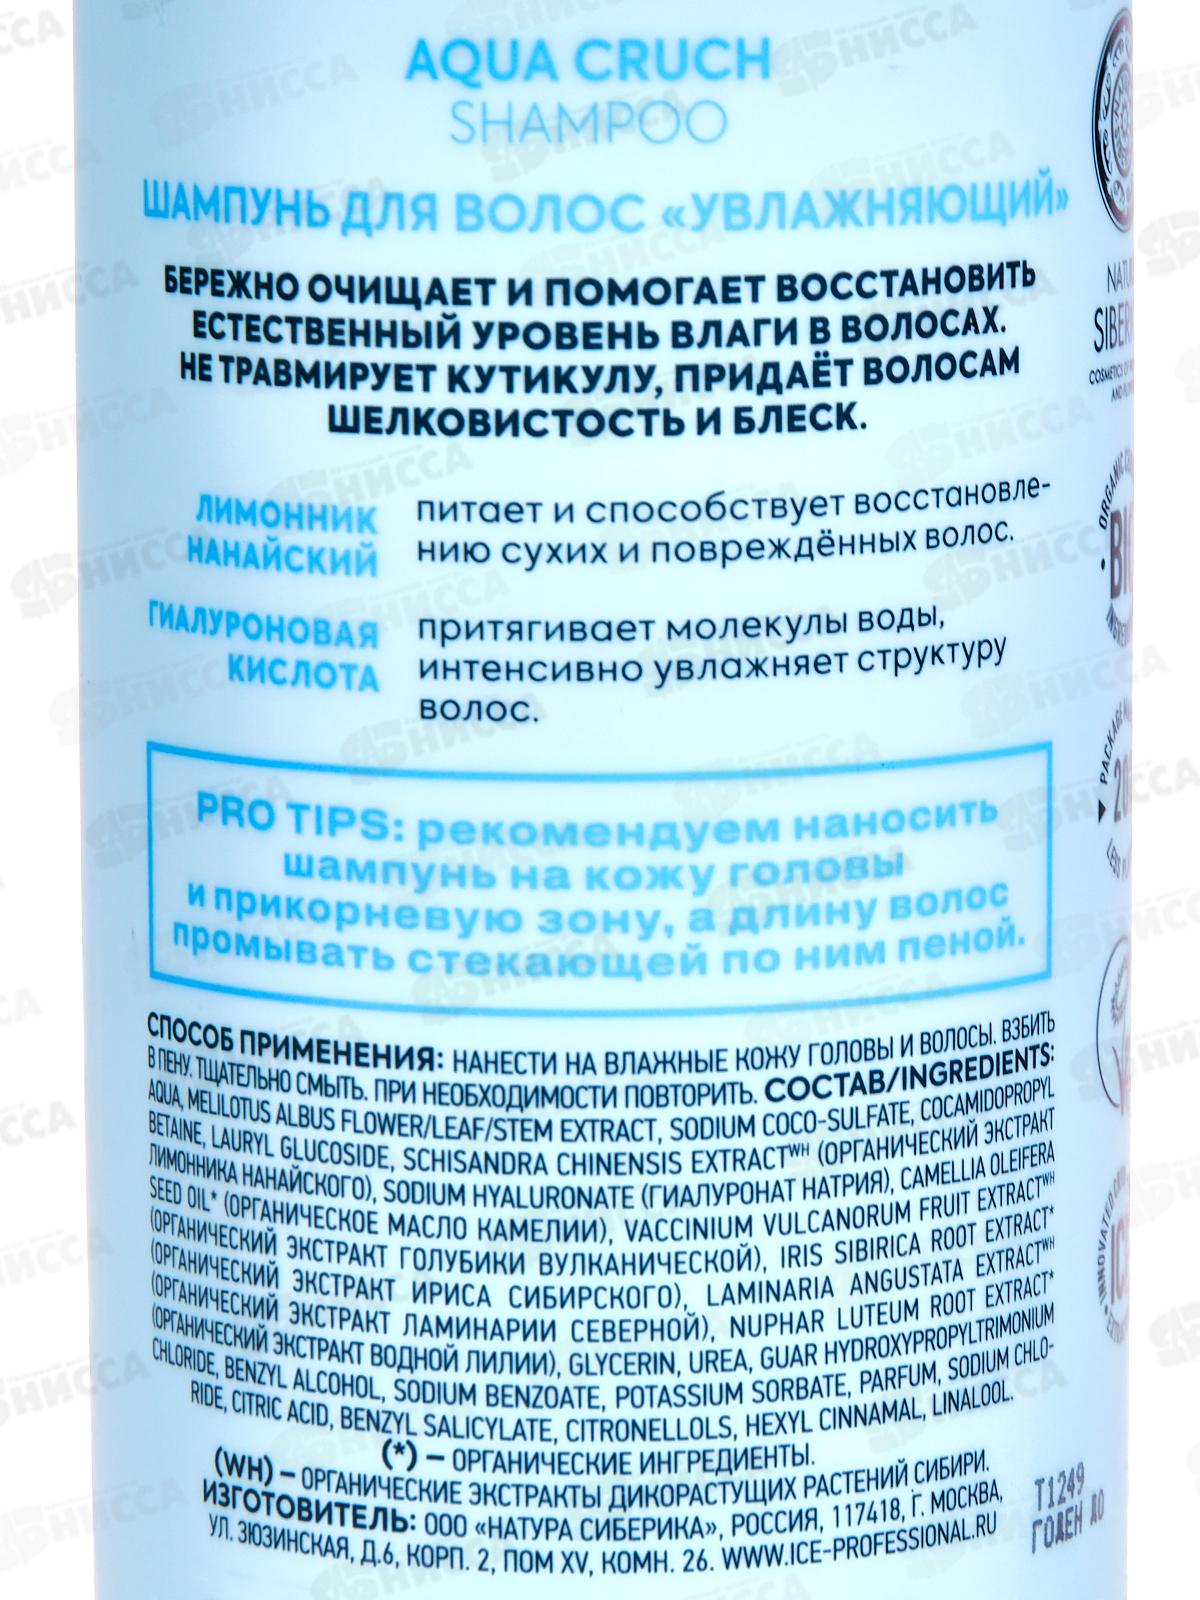 AQUA CRUCH
SHAMPOO
ШАМПУНЬ ДЛЯ ВОЛОС «УВЛАЖНЯЮЩИЙ»
БЕРЕЖНО ОЧИЩАЕТ И ПОМОГАЕТ ВОССТАНОВИТЬ
ЕСТЕСТВЕННЫЙ УРОВЕНЬ ВЛАГИ В ВОЛОСАХ.
НЕ ТРАВМИРУЕТ КУТИКУЛУ, ПРИДАЁТ ВОЛОСАМ
ШЕЛКОВИСТОСТЬ И БЛЕСК.
ЛИМОННИК
НАНАЙСКИЙ
питает и способствует восстановле-
нию сухих и повреждённых волос.
ГИАЛУРОНОВАЯ
КИСЛОТА
притягивает молекулы воды,
интенсивно увлажняет структуру
волос.
PRO TIPS: рекомендуем наносить
шампунь на кожу головы
и прикорневую зону, а длину волос
промывать стекающей по ним пеной.
СПОСОБ ПРИМЕНЕНИЯ: НАНЕСТИ НА ВЛАЖНЫЕ КОЖУ ГОЛОВЫ И ВОЛОСЫ. ВЗБИТЬ
В ПЕНУ. ТЩАТЕЛЬНО СМЫТЬ. ПРИ НЕОБХОДИМОСТИ ПОВТОРИТЬ. СОСТАВ/INGREDIENTS:
AQUA, MELILOTUS ALBUS FLOWER/LEAF/STEM EXTRACT, SODIUM COCO-SULFATE, COCAMIDOPROPYL
BETAINE, LAURYL GLUCOSIDE, SCHISANDRA CHINENSIS EXTRACTᵂᴴ (ОРГАНИЧЕСКИЙ ЭКСТРАКТ
ЛИМОННИКА НАНАЙСКОГО), SODIUM HYALURONATE (ГИАЛУРОНАТ НАТРИЯ), CAMELLIA OLEIFERA
SEED OIL* (ОРГАНИЧЕСКОЕ МАСЛО КАМЕЛИИ), VACCINIUM VULCANORUM FRUIT EXTRACTᵂᴴ
(ОРГАНИЧЕСКИЙ ЭКСТРАКТ ГОЛУБИКИ ВУЛКАНИЧЕСКОЙ), IRIS SIBIRICA ROOT EXTRACT*
(ОРГАНИЧЕСКИЙ ЭКСТРАКТ ИРИСА СИБИРСКОГО), LAMINARIA ANGUSTATA EXTRACTᵂᴴ
(ОРГАНИЧЕСКИЙ ЭКСТРАКТ ЛАМИНАРИИ СЕВЕРНОЙ), NUPHAR LUTEUM ROOT EXTRACT*
(ОРГАНИЧЕСКИЙ ЭКСТРАКТ ВОДНОЙ ЛИЛИИ), GLYCERIN, UREA, GUAR HYDROXYPROPYLTRIMONIUM
CHLORIDE, BENZYL ALCOHOL, SODIUM BENZOATE, POTASSIUM SORBATE, PARFUM, SODIUM CHLO-
RIDE, CITRIC ACID, BENZYL SALICYLATE, CITRONELLOLS, HEXYL CINNAMAL, LINALOOL.
(*) – ОРГАНИЧЕСКИЕ ИНГРЕДИЕНТЫ.
(WH) – ОРГАНИЧЕСКИЕ ЭКСТРАКТЫ ДИКОРАСТУЩИХ РАСТЕНИЙ СИБИРИ.
ИЗГОТОВИТЕЛЬ: ООО «НАТУРА СИБЕРИКА», РОССИЯ, 117418, Г. МОСКВА,
УЛ. ЗЮЗИНСКАЯ, Д.6, КОРП. 2, ПОМ XV, КОМН. 26. WWW.ICE-PROFESSIONAL.RU
T1249
ГОДЕН ДО
НИССА